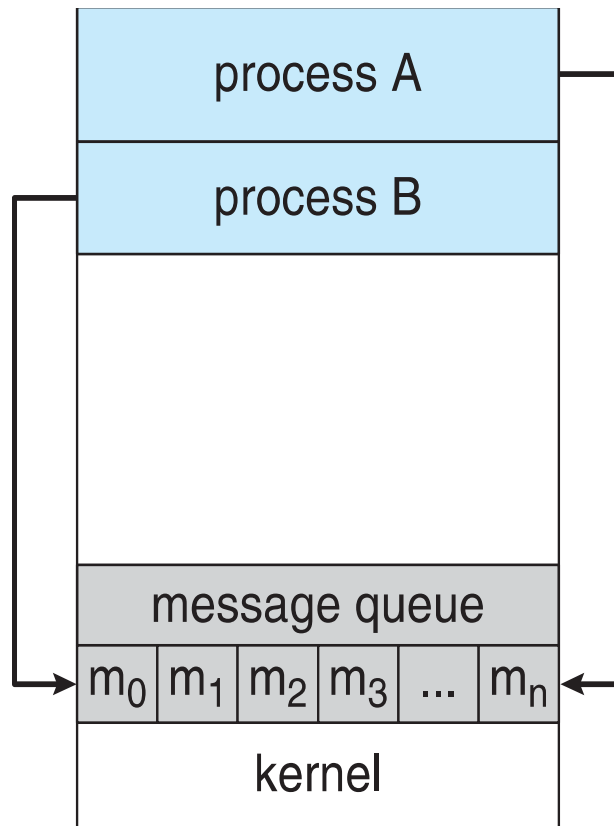 process A
process B
message queue
m₀ m₁ m₂ m₃ ... mₙ
kernel